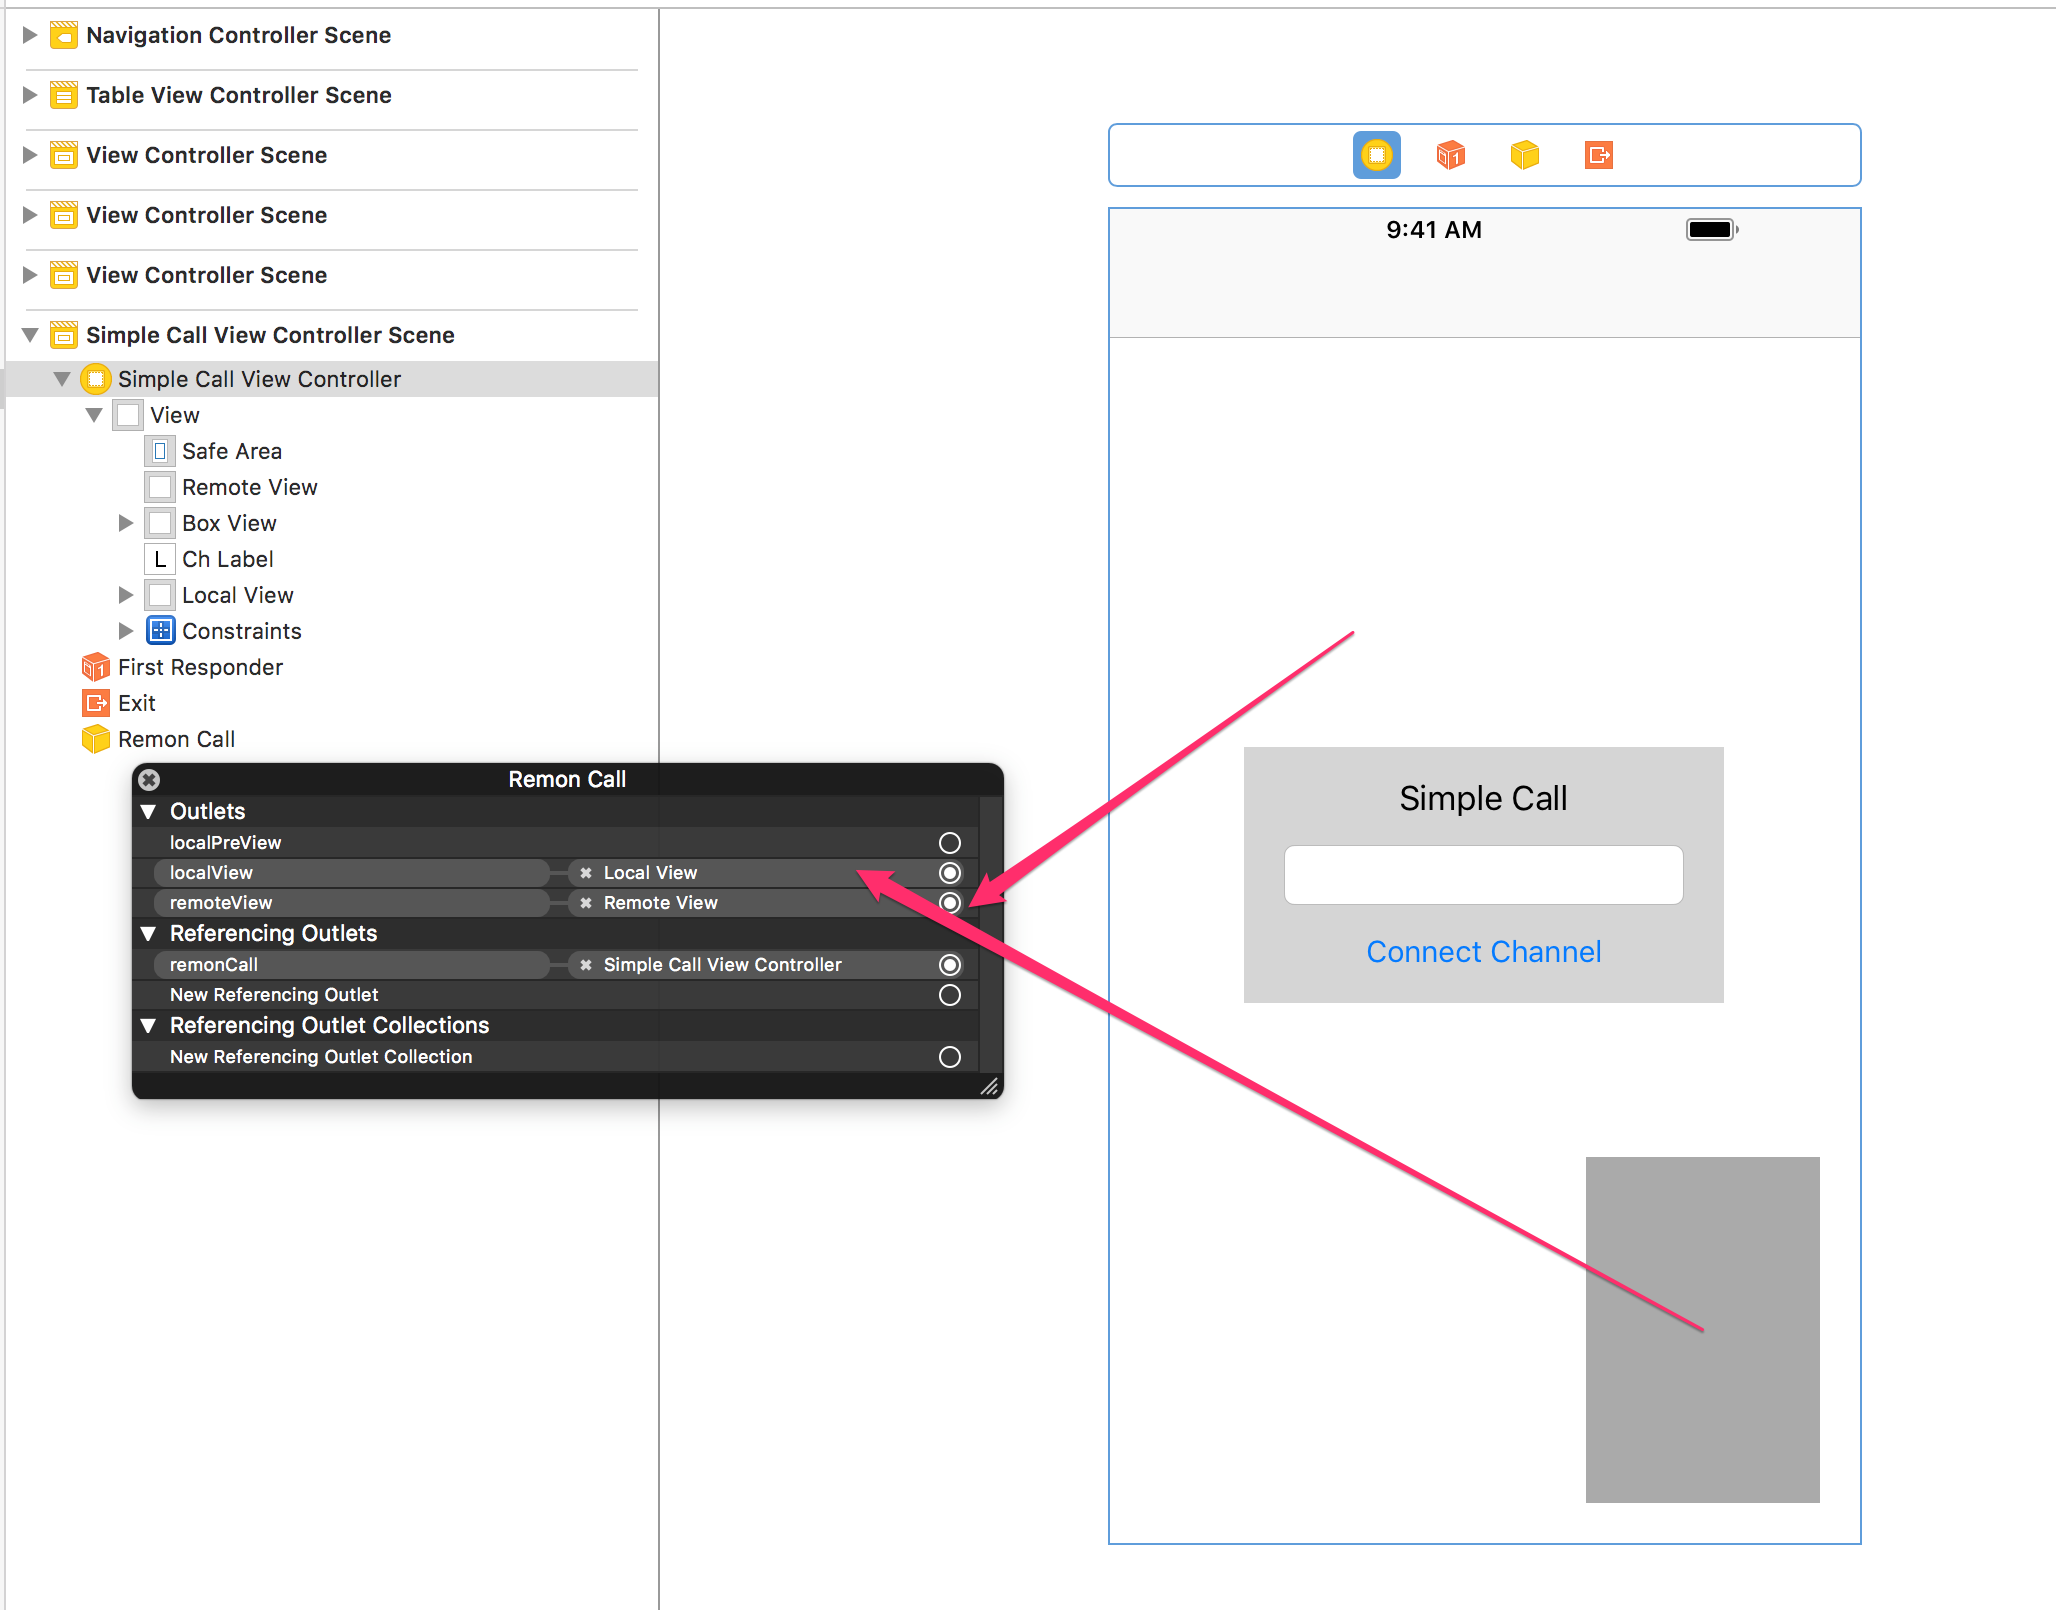 Navigation Controller Scene
Table View Controller Scene
View Controller Scene
View Controller Scene
View Controller Scene
Simple Call View Controller Scene
Simple Call View Controller
View
Safe Area
Remote View
Box View
L Ch Label
Local View
Constraints
First Responder
Exit
Remon Call
Remon Call
Outlets
localPreView
localView Local View
remoteView Remote View
Referencing Outlets
remonCall Simple Call View Controller
New Referencing Outlet
Referencing Outlet Collections
New Referencing Outlet Collection
9:41 AM
Simple Call
Connect Channel